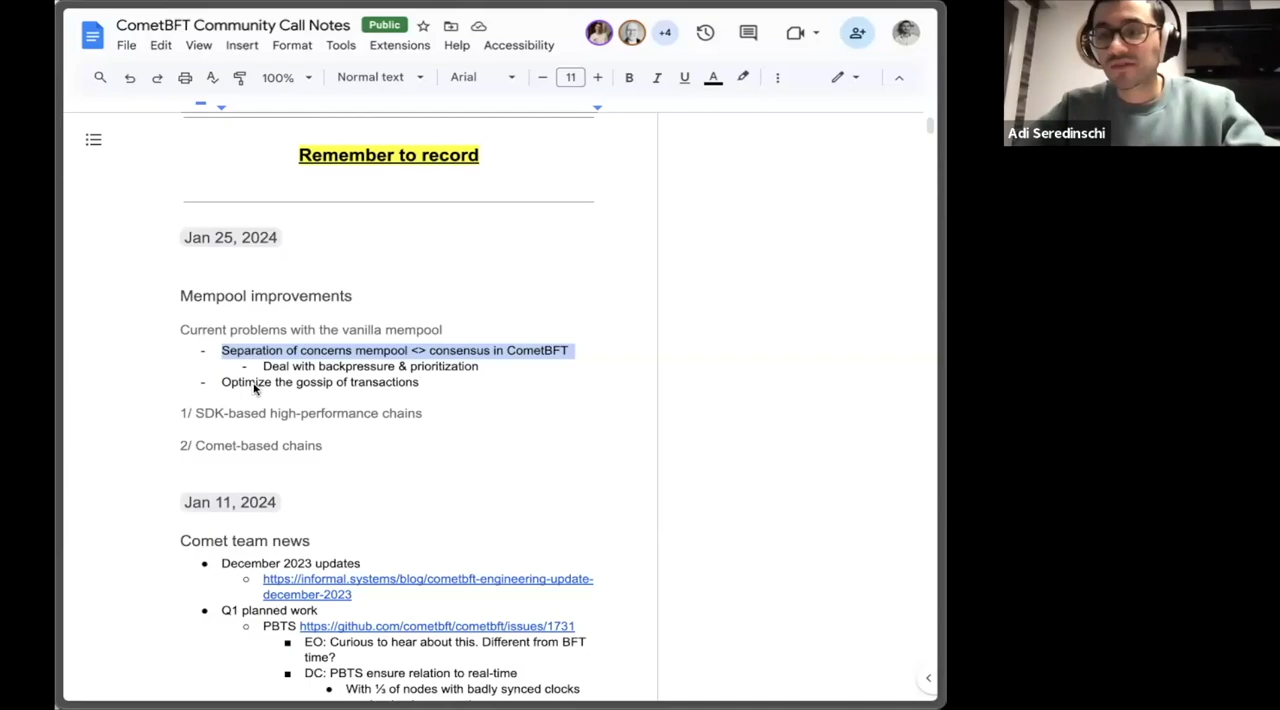 CometBFT Community Call Notes Public
+4
File Edit View Insert Format Tools Extensions Help Accessibility
100% Normal text Arial 11 B I U A
Remember to record
Jan 25, 2024
Mempool improvements
Current problems with the vanilla mempool
- Separation of concerns mempool <> consensus in CometBFT
- Deal with backpressure & prioritization
- Optimize the gossip of transactions
1/ SDK-based high-performance chains
2/ Comet-based chains
Jan 11, 2024
Comet team news
● December 2023 updates
○ https://informal.systems/blog/cometbft-engineering-update-
december-2023
● Q1 planned work
○ PBTS https://github.com/cometbft/cometbft/issues/1731
■ EO: Curious to hear about this. Different from BFT
time?
■ DC: PBTS ensure relation to real-time
● With ⅓ of nodes with badly synced clocks
Adi Seredinschi